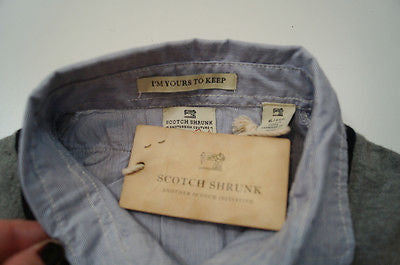 I'M YOURS TO KEEP
SCOTCH SHRUNK
SCOTCH SHRUNK
ANOTHER SCOTCH INITIATIVE